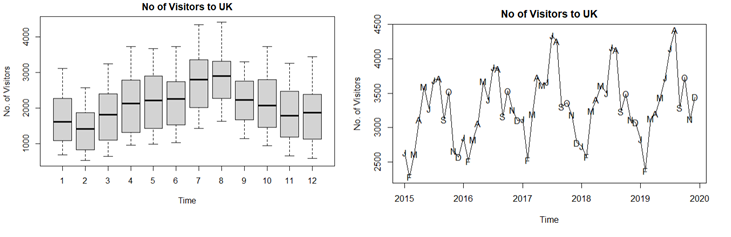 No of Visitors to UK
No. of Visitors
4000
3000
2000
1000
1 2 3 4 5 6 7 8 9 10 11 12
Time
No of Visitors to UK
No. of Visitors
4500
4000
3500
3000
2500
J F M A M J J A S O N D
J F M A M J J A S O N D
J F M A M J J A S O N D
J F M A M J J A S O N D
J F M A M J J A S O N D
2015 2016 2017 2018 2019 2020
Time